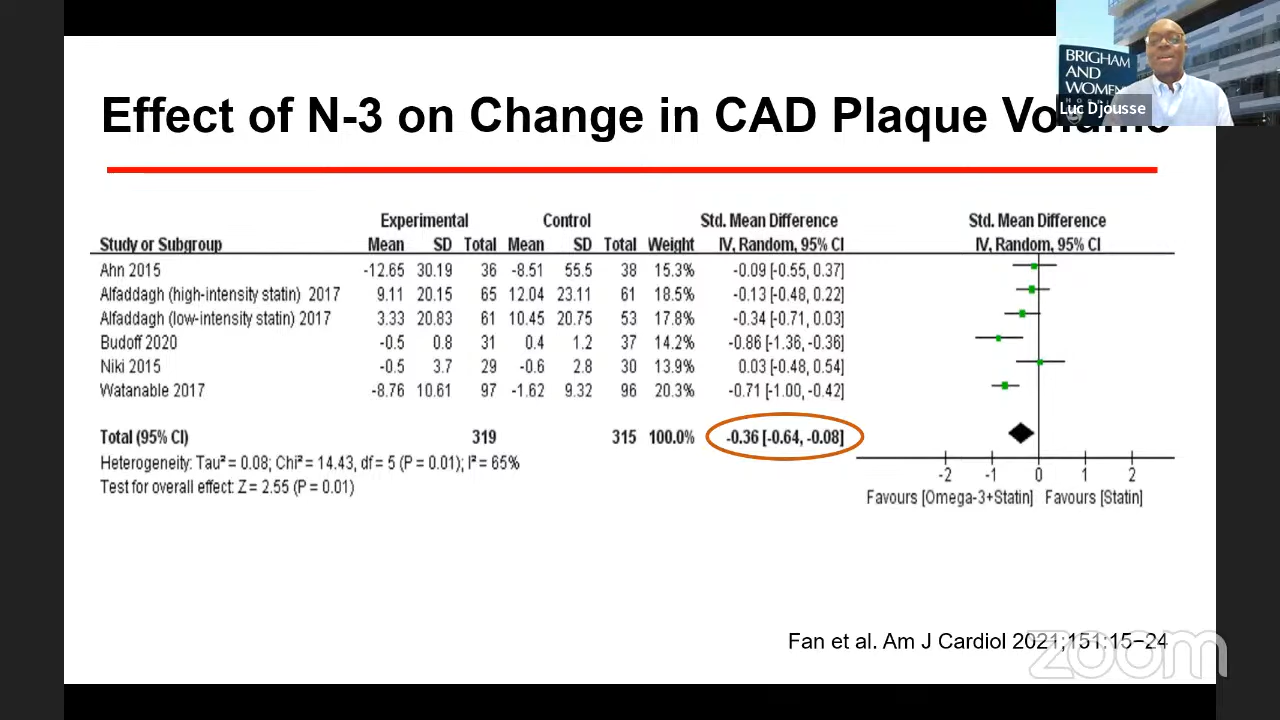 BRIGHAM
AND
WOMEN'S
Luc Djousse
Effect of N-3 on Change in CAD Plaque Volume
Experimental Control Std. Mean Difference Std. Mean Difference
Study or Subgroup Mean SD Total Mean SD Total Weight IV, Random, 95% CI IV, Random, 95% CI
Ahn 2015 -12.65 30.19 36 -8.51 55.5 38 15.3% -0.09 [-0.55, 0.37]
Alfaddagh (high-intensity statin) 2017 9.11 20.15 65 12.04 23.11 61 18.5% -0.13 [-0.48, 0.22]
Alfaddagh (low-intensity statin) 2017 3.33 20.83 61 10.45 20.75 53 17.8% -0.34 [-0.71, 0.03]
Budoff 2020 -0.5 0.8 31 0.4 1.2 37 14.2% -0.86 [-1.36, -0.36]
Niki 2015 -0.5 3.7 29 -0.6 2.8 30 13.9% 0.03 [-0.48, 0.54]
Watanable 2017 -8.76 10.61 97 -1.62 9.32 96 20.3% -0.71 [-1.00, -0.42]
Total (95% CI) 319 315 100.0% -0.36 [-0.64, -0.08]
Heterogeneity: Tau² = 0.08; Chi² = 14.43, df = 5 (P = 0.01); I² = 65%
Test for overall effect: Z = 2.55 (P = 0.01)
-2 -1 0 1 2
Favours [Omega-3+Statin] Favours [Statin]
Fan et al. Am J Cardiol 2021;151:15–24
zoom